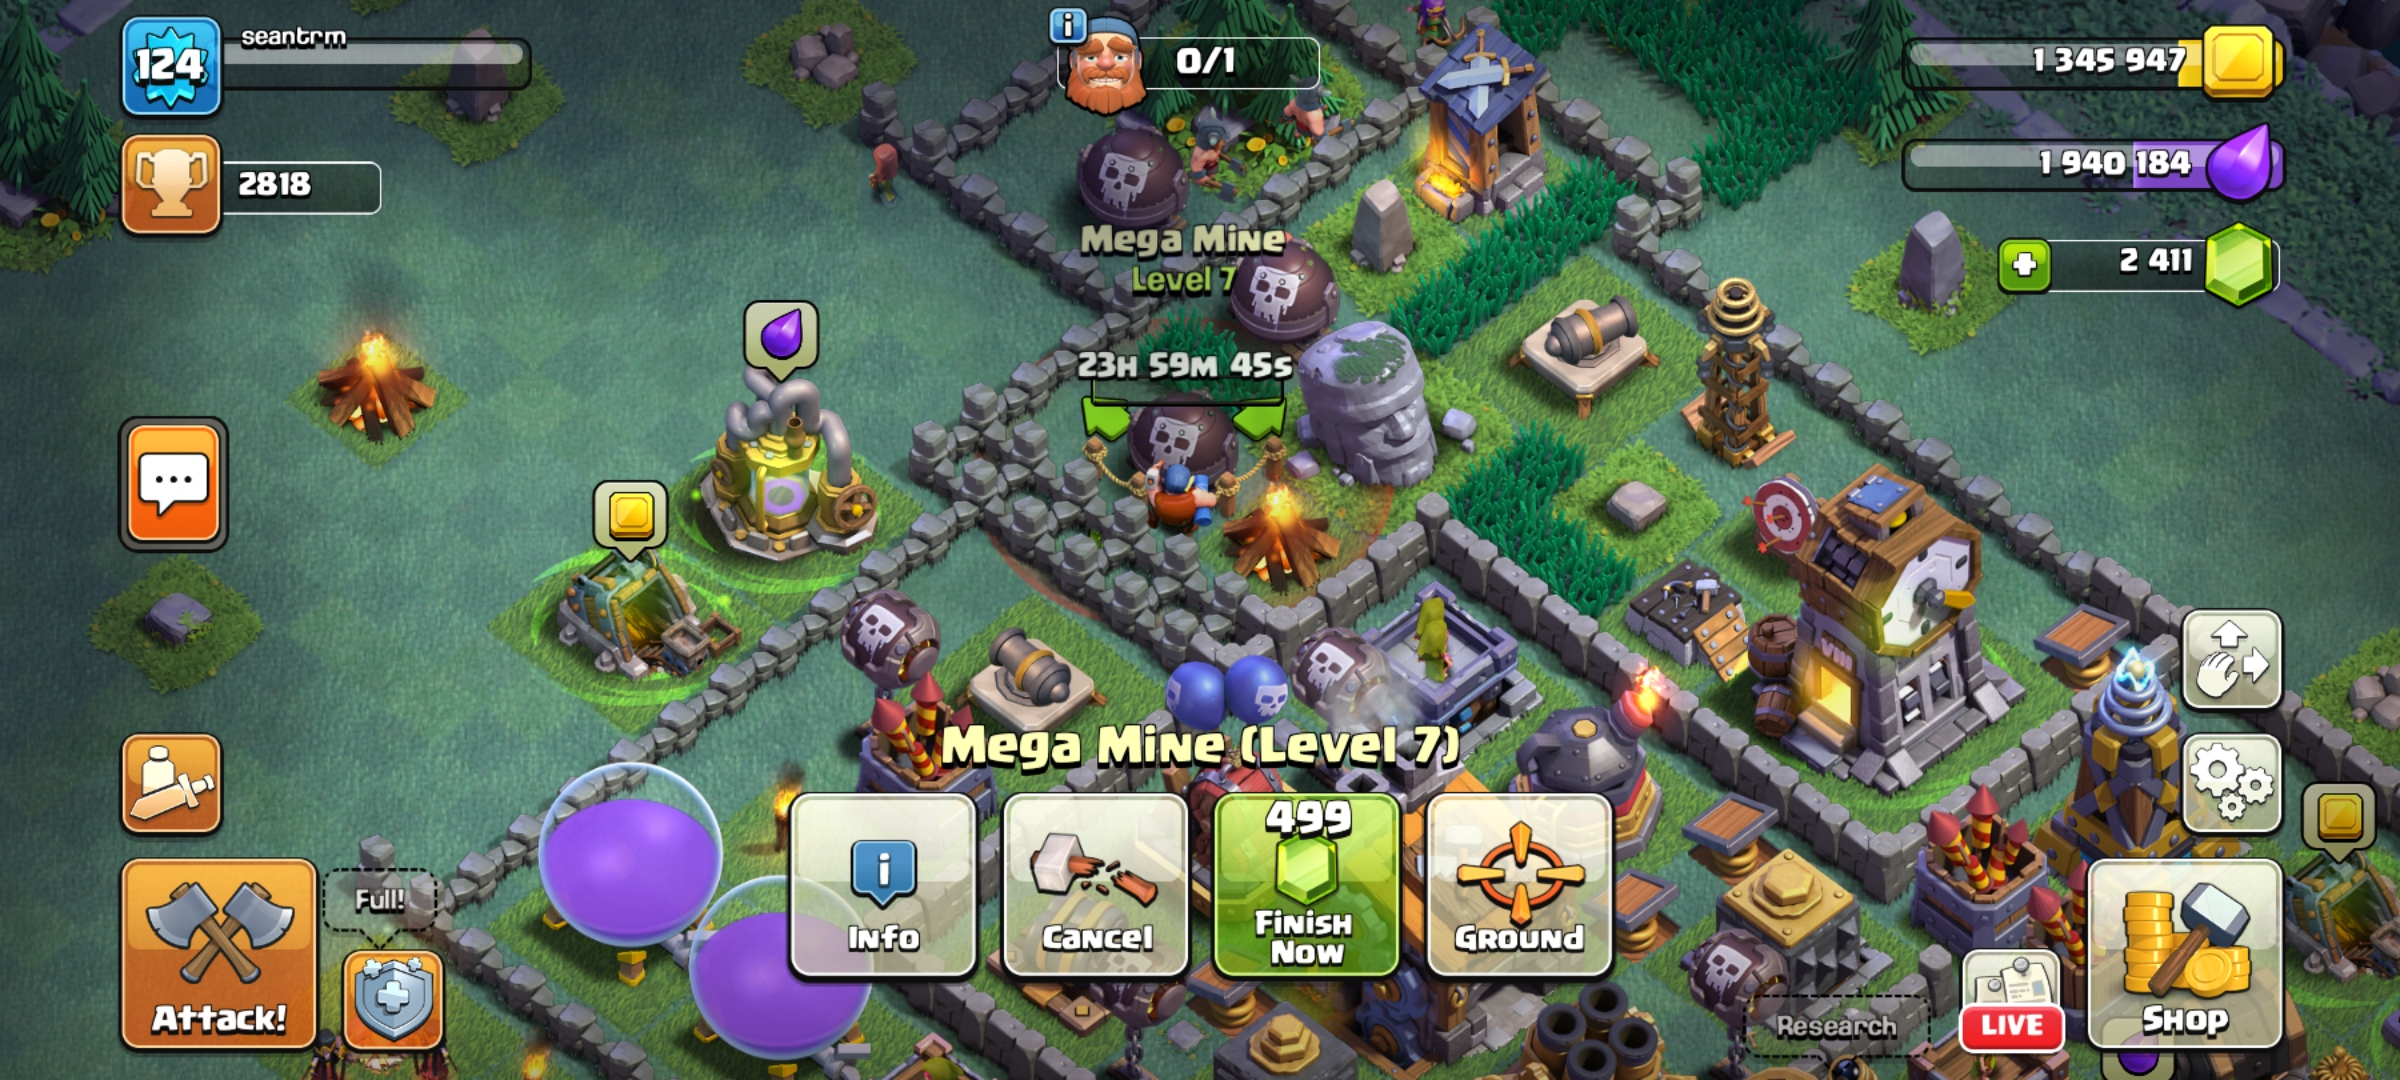 124
seantrm
0/1
1 345 947
2818
1 940 184
Mega Mine
Level 7
2 411
23H 59M 45s
VIII
Mega Mine (Level 7)
Info
Cancel
499
Finish
Now
Ground
Full!
Attack!
Research
LIVE
Shop